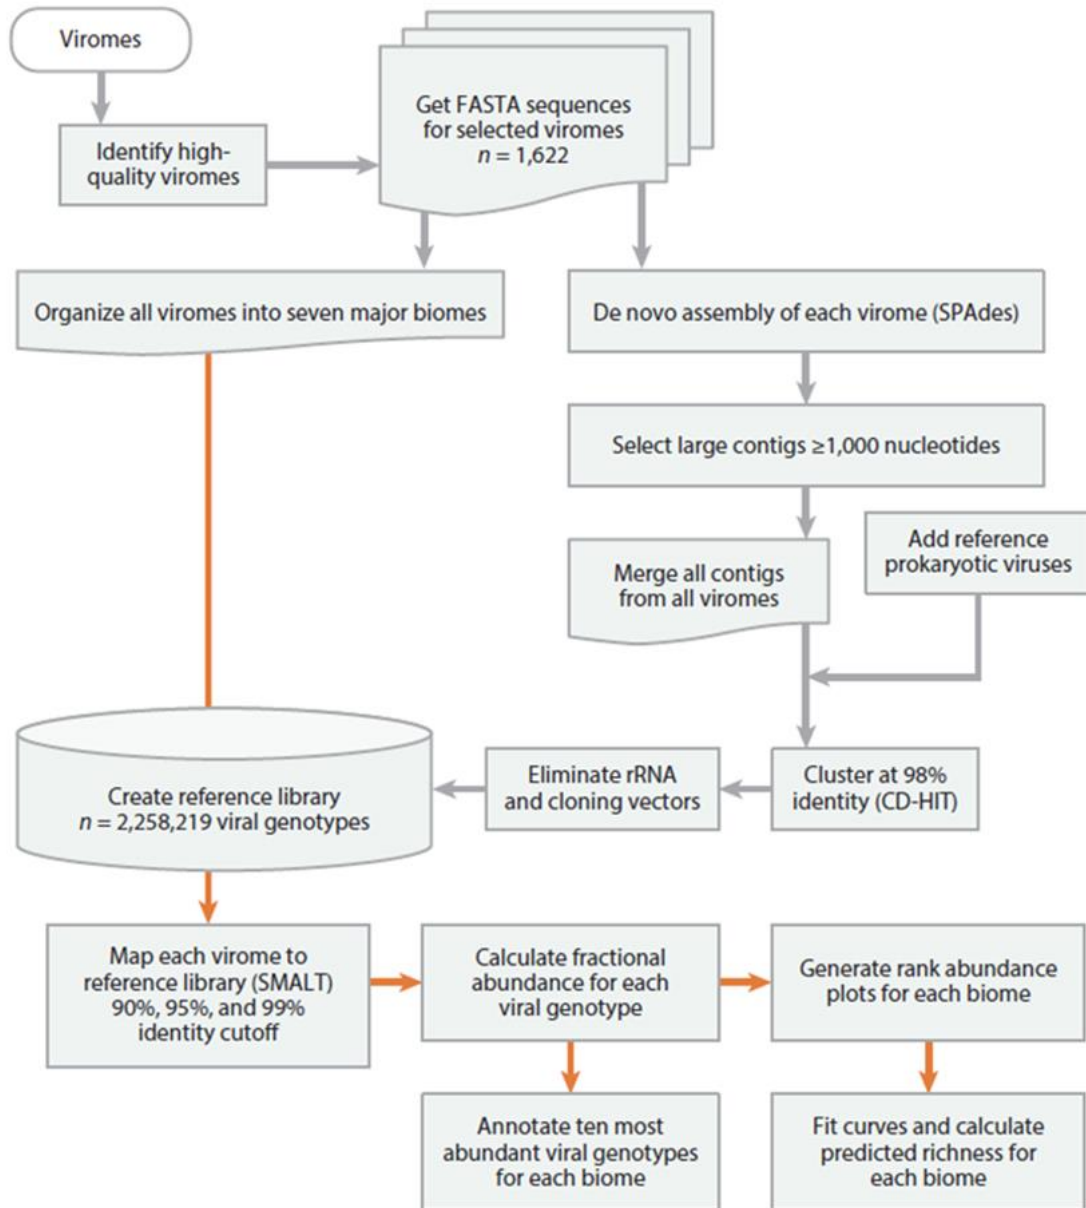 Viromes
Identify high-
quality viromes
Get FASTA sequences
for selected viromes
n = 1,622
Organize all viromes into seven major biomes
De novo assembly of each virome (SPAdes)
Select large contigs ≥1,000 nucleotides
Merge all contigs
from all viromes
Add reference
prokaryotic viruses
Cluster at 98%
identity (CD-HIT)
Eliminate rRNA
and cloning vectors
Create reference library
n = 2,258,219 viral genotypes
Map each virome to
reference library (SMALT)
90%, 95%, and 99%
identity cutoff
Calculate fractional
abundance for each
viral genotype
Generate rank abundance
plots for each biome
Annotate ten most
abundant viral genotypes
for each biome
Fit curves and calculate
predicted richness for
each biome